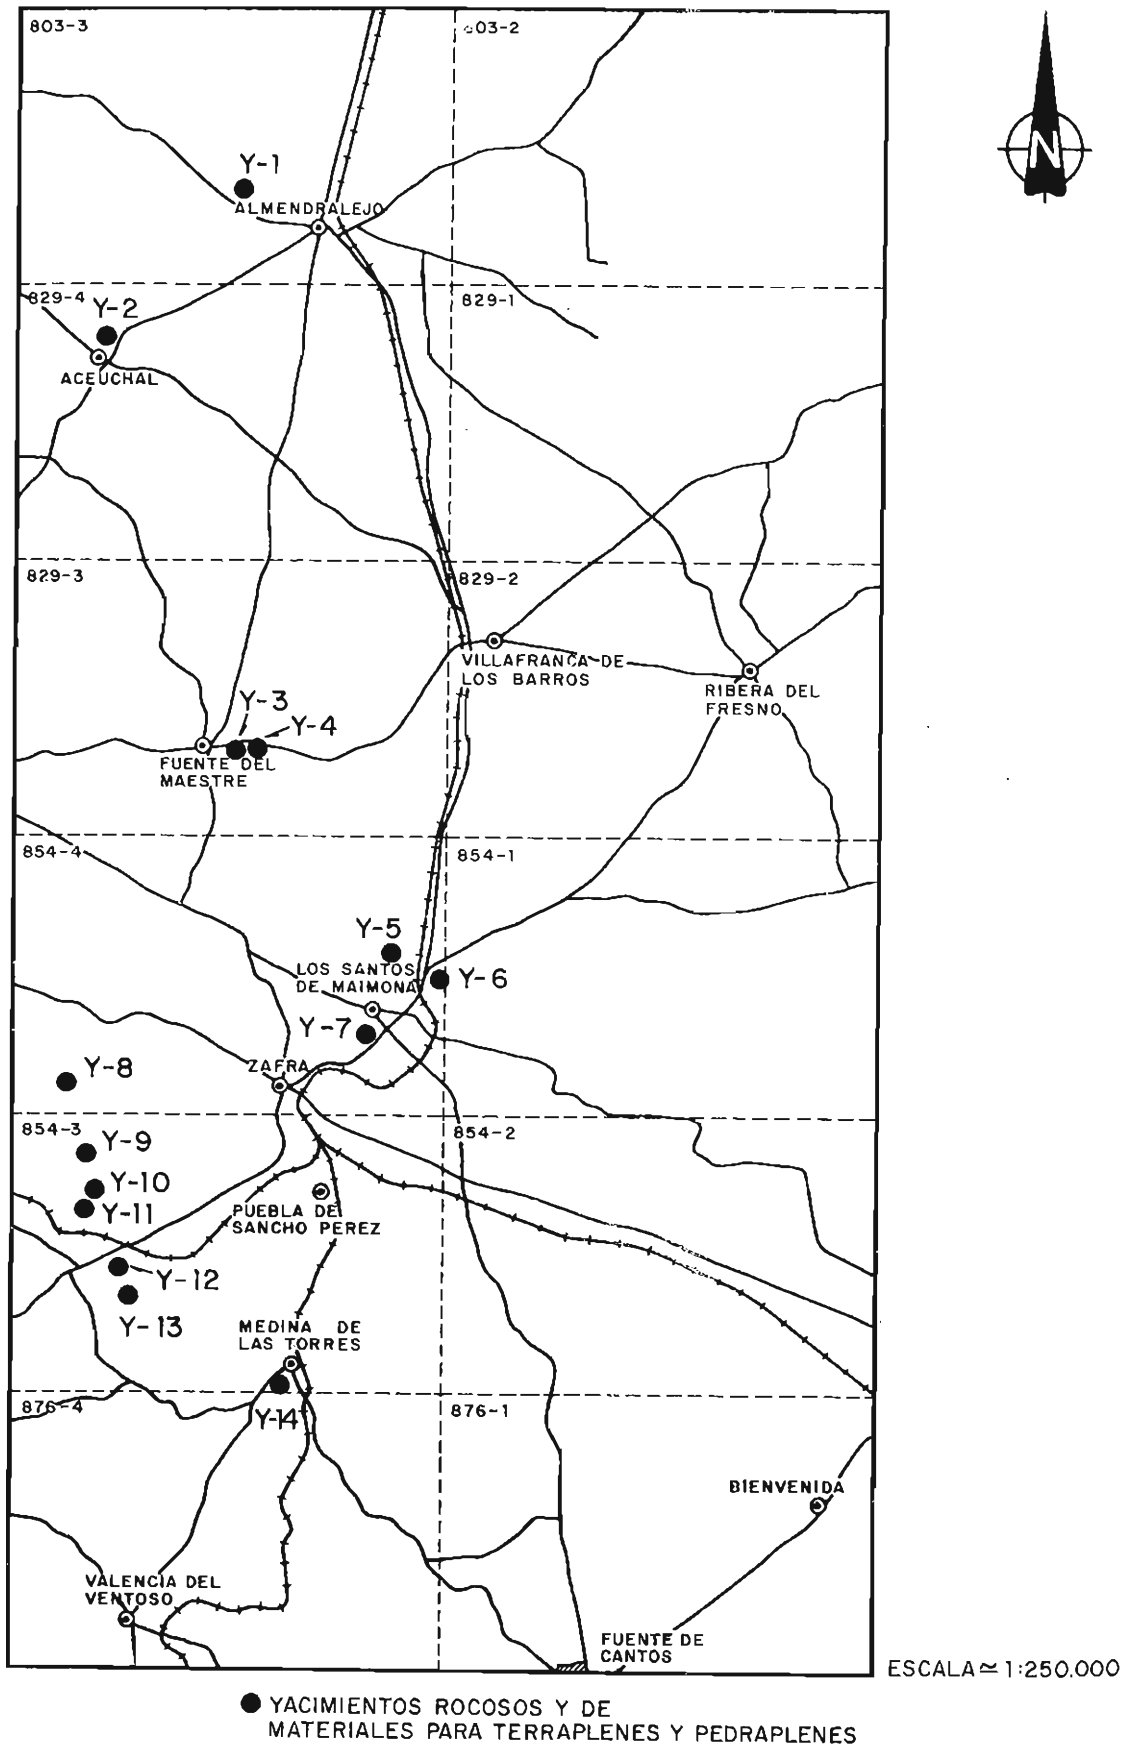 803-3
803-2
N
Y-1
ALMENDRALEJO
829-4
Y-2
829-1
ACEUCHAL
829-3
829-2
VILLAFRANCA DE
LOS BARROS
RIBERA DEL
FRESNO
Y-3
Y-4
FUENTE DEL
MAESTRE
854-4
854-1
Y-5
LOS SANTOS
DE MAIMONA
Y-6
Y-7
ZAFRA
Y-8
854-3
854-2
Y-9
Y-10
Y-11
PUEBLA DE
SANCHO PEREZ
Y-12
Y-13
MEDINA DE
LAS TORRES
876-4
876-1
Y-14
BIENVENIDA
VALENCIA DEL
VENTOSO
FUENTE DE
CANTOS
ESCALA ≃ 1:250.000
YACIMIENTOS ROCOSOS Y DE
MATERIALES PARA TERRAPLENES Y PEDRAPLENES